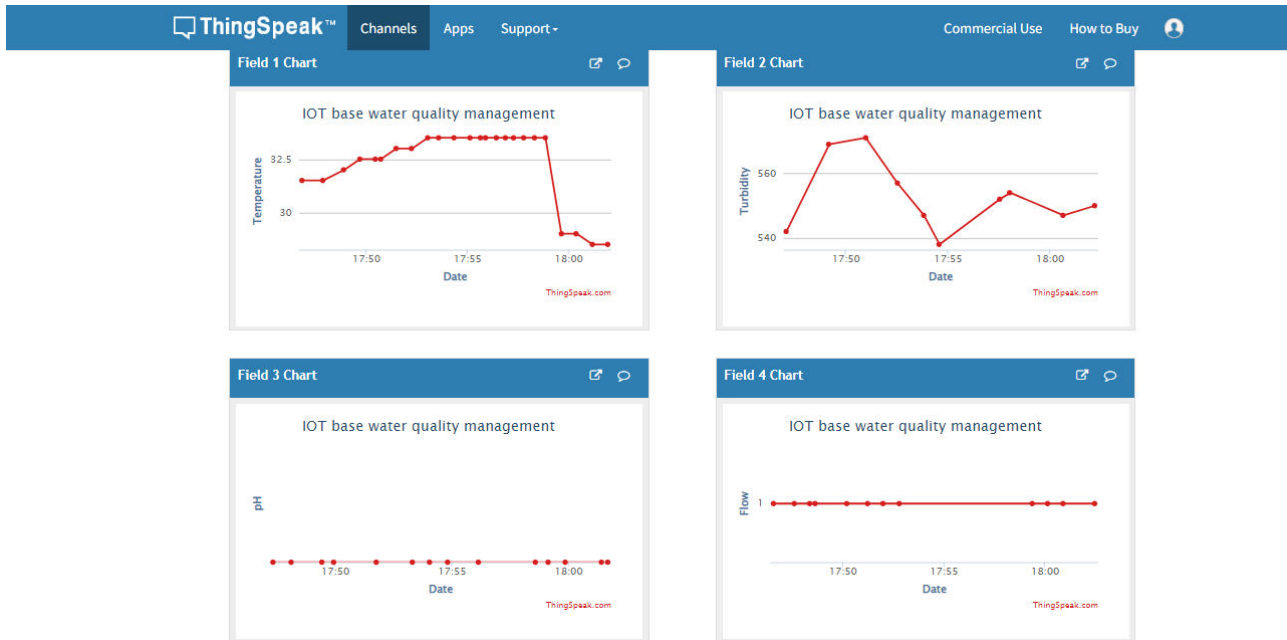 ThingSpeak™ Channels Apps Support Commercial Use How to Buy
Field 1 Chart
IOT base water quality management
Temperature
32.5
30
17:50 17:55 18:00
Date
ThingSpeak.com
Field 2 Chart
IOT base water quality management
Turbidity
560
540
17:50 17:55 18:00
Date
ThingSpeak.com
Field 3 Chart
IOT base water quality management
pH
17:50 17:55 18:00
Date
ThingSpeak.com
Field 4 Chart
IOT base water quality management
Flow
1
17:50 17:55 18:00
Date
ThingSpeak.com